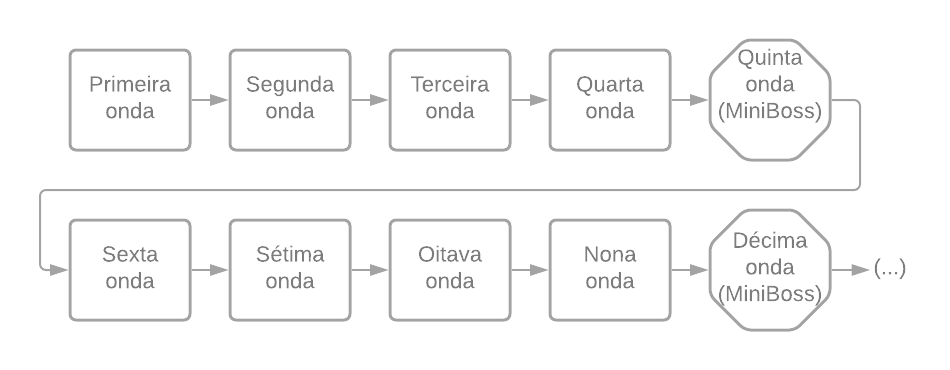 Primeira
onda
Segunda
onda
Terceira
onda
Quarta
onda
Quinta
onda
(MiniBoss)
Sexta
onda
Sétima
onda
Oitava
onda
Nona
onda
Décima
onda
(MiniBoss)
(...)